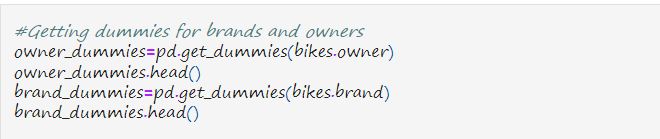 #Getting dummies for brands and owners
owner_dummies=pd.get_dummies(bikes.owner)
owner_dummies.head()
brand_dummies=pd.get_dummies(bikes.brand)
brand_dummies.head()